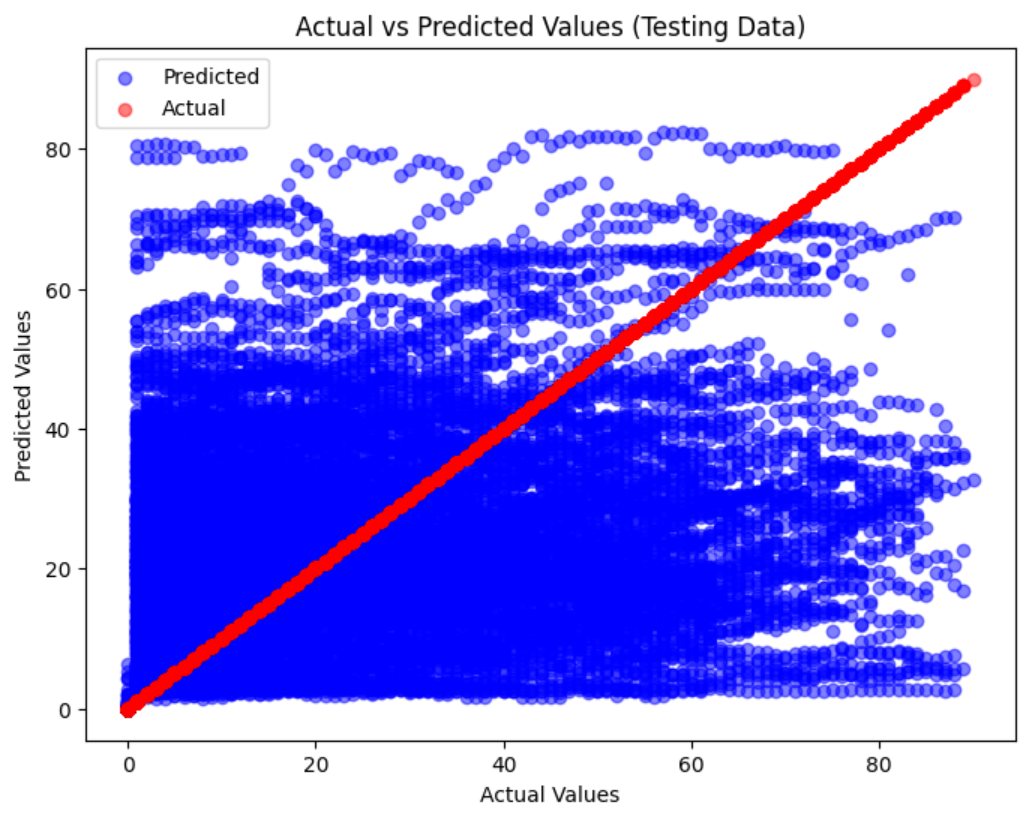 Actual vs Predicted Values (Testing Data)
Predicted
Actual
Predicted Values
80
60
40
20
0
0 20 40 60 80
Actual Values